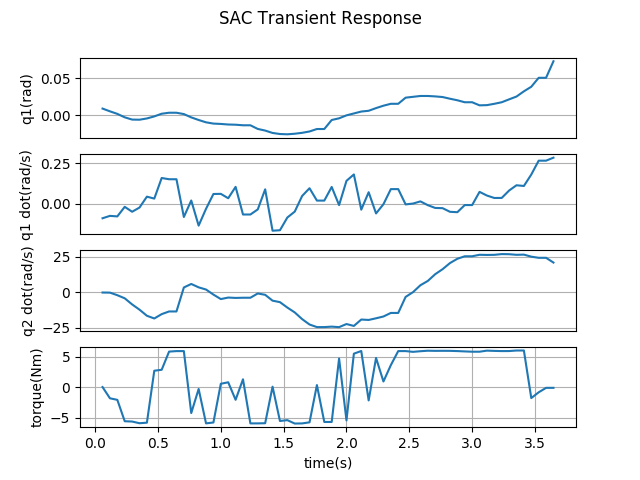 SAC Transient Response
0.05
0.00
q1(rad)
0.25
0.00
q1 dot(rad/s)
25
0
−25
q2 dot(rad/s)
5
0
−5
torque(Nm)
0.0 0.5 1.0 1.5 2.0 2.5 3.0 3.5
time(s)